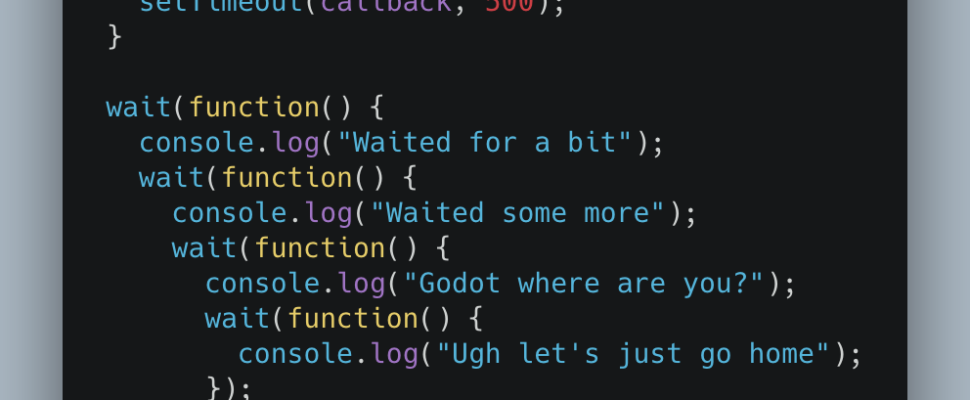 setTimeout(callback, 500);
}

wait(function() {
  console.log("Waited for a bit");
  wait(function() {
    console.log("Waited some more");
    wait(function() {
      console.log("Godot where are you?");
      wait(function() {
        console.log("Ugh let's just go home");
      });